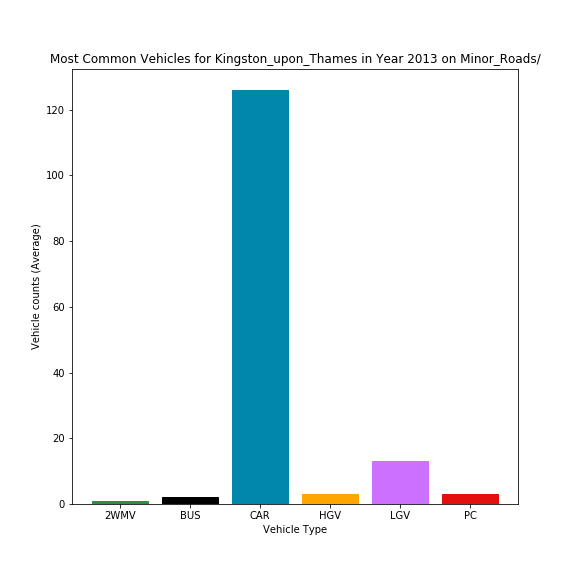 Most Common Vehicles for Kingston_upon_Thames in Year 2013 on Minor_Roads/
120
100
80
60
40
20
0
Vehicle counts (Average)
2WMV BUS CAR HGV LGV PC
Vehicle Type